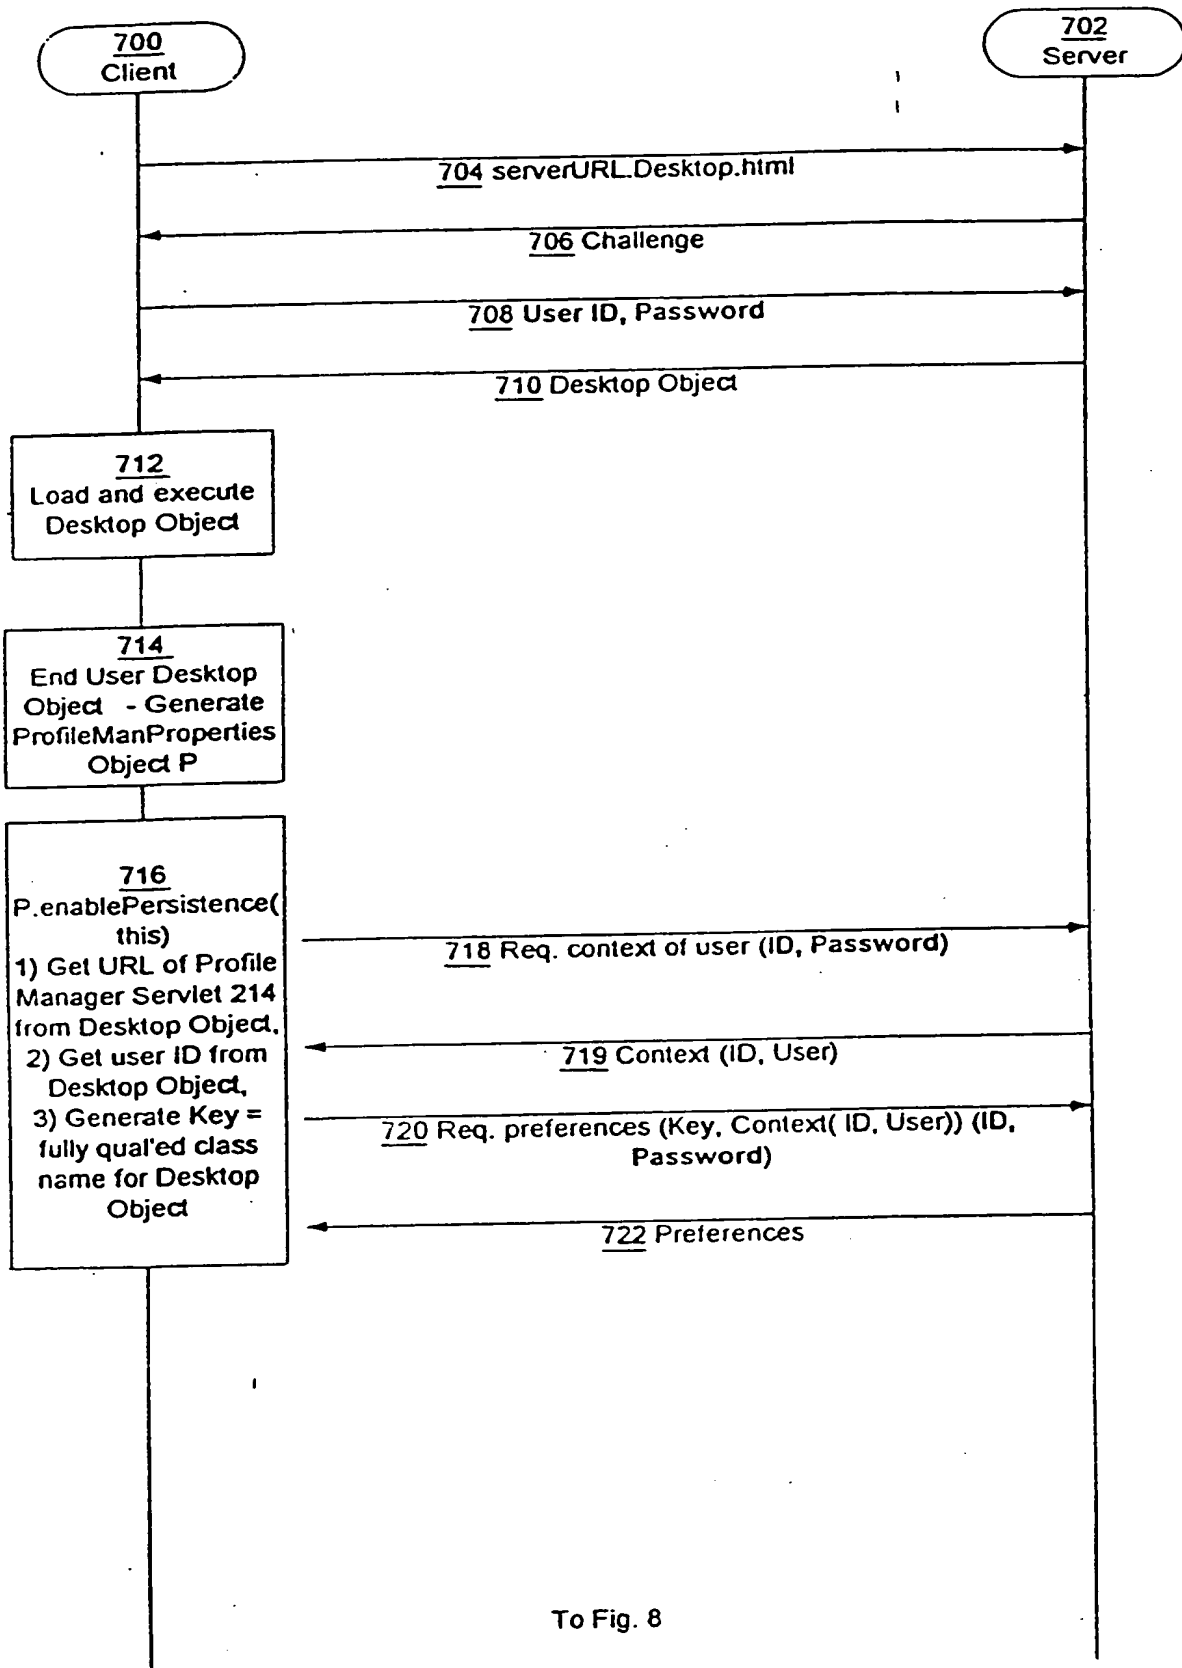 700
Client
702
Server
704 serverURL.Desktop.html
706 Challenge
708 User ID, Password
710 Desktop Object
712
Load and execute
Desktop Object
714
End User Desktop
Object - Generate
ProfileManProperties
Object P
716
P.enablePersistence(
this)
1) Get URL of Profile
Manager Servlet 214
from Desktop Object,
2) Get user ID from
Desktop Object,
3) Generate Key =
fully qual'ed class
name for Desktop
Object
718 Req. context of user (ID, Password)
719 Context (ID, User)
720 Req. preferences (Key, Context( ID, User)) (ID,
Password)
722 Preferences
To Fig. 8